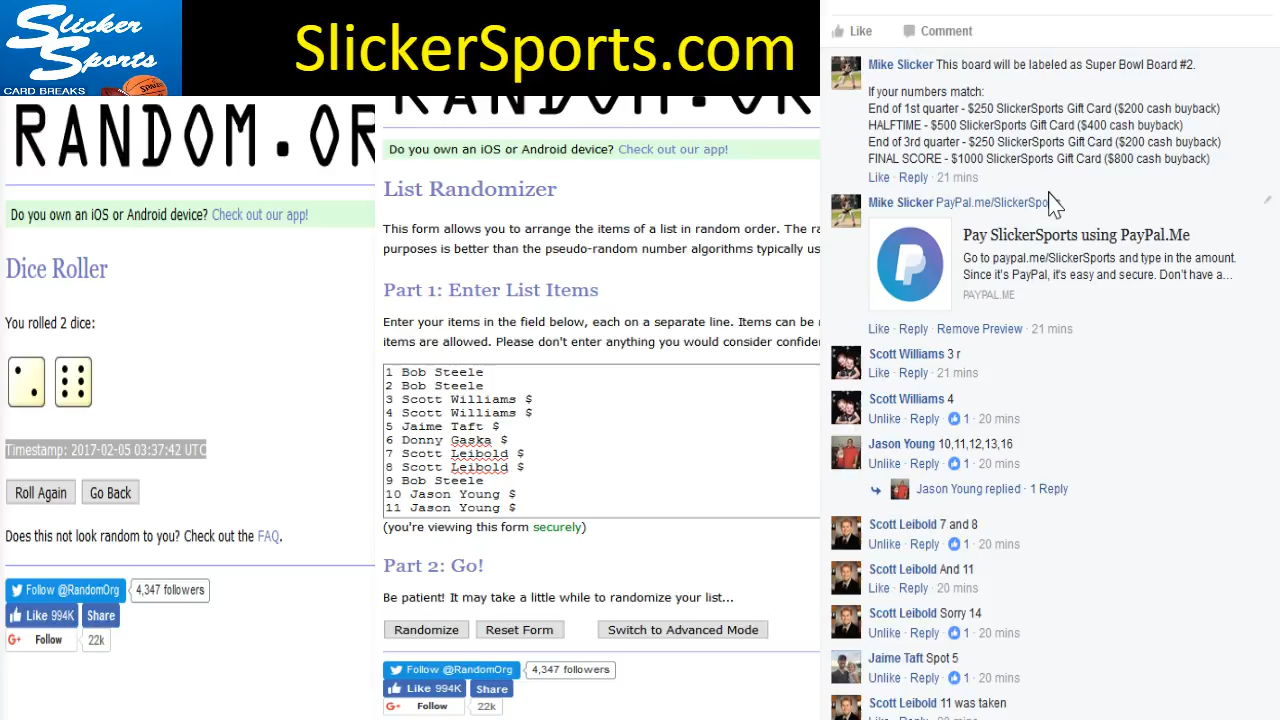 Slicker
Sports
CARD BREAKS
SlickerSports.com
RANDOM.OR
Do you own an iOS or Android device? Check out our app!
Dice Roller
You rolled 2 dice:
Timestamp: 2017-02-05 03:37:42 UTC
Roll Again Go Back
Does this not look random to you? Check out the FAQ.
Follow @RandomOrg 4,347 followers
Like 994K Share
G+ Follow 22k
RANDOM.OR
Do you own an iOS or Android device? Check out our app!
List Randomizer
This form allows you to arrange the items of a list in random order. The ra
purposes is better than the pseudo-random number algorithms typically us
Part 1: Enter List Items
Enter your items in the field below, each on a separate line. Items can be
items are allowed. Please don't enter anything you would consider confider
1 Bob Steele
2 Bob Steele
3 Scott Williams $
4 Scott Williams $
5 Jaime Taft $
6 Donny Gaska $
7 Scott Leibold $
8 Scott Leibold $
9 Bob Steele
10 Jason Young $
11 Jason Young $
(you're viewing this form securely)
Part 2: Go!
Be patient! It may take a little while to randomize your list...
Randomize Reset Form Switch to Advanced Mode
Follow @RandomOrg 4,347 followers
Like 994K Share
G+ Follow 22k
Like Comment
Mike Slicker This board will be labeled as Super Bowl Board #2.
If your numbers match:
End of 1st quarter - $250 SlickerSports Gift Card ($200 cash buyback)
HALFTIME - $500 SlickerSports Gift Card ($400 cash buyback)
End of 3rd quarter - $250 SlickerSports Gift Card ($200 cash buyback)
FINAL SCORE - $1000 SlickerSports Gift Card ($800 cash buyback)
Like · Reply · 21 mins
Mike Slicker PayPal.me/SlickerSpo
Pay SlickerSports using PayPal.Me
Go to paypal.me/SlickerSports and type in the amount.
Since it's PayPal, it's easy and secure. Don't have a...
PAYPAL.ME
Like · Reply · Remove Preview · 21 mins
Scott Williams 3 r
Like · Reply · 21 mins
Scott Williams 4
Unlike · Reply · 1 · 20 mins
Jason Young 10,11,12,13,16
Unlike · Reply · 1 · 20 mins
Jason Young replied · 1 Reply
Scott Leibold 7 and 8
Unlike · Reply · 1 · 20 mins
Scott Leibold And 11
Like · Reply · 20 mins
Scott Leibold Sorry 14
Unlike · Reply · 1 · 20 mins
Jaime Taft Spot 5
Unlike · Reply · 1 · 20 mins
Scott Leibold 11 was taken